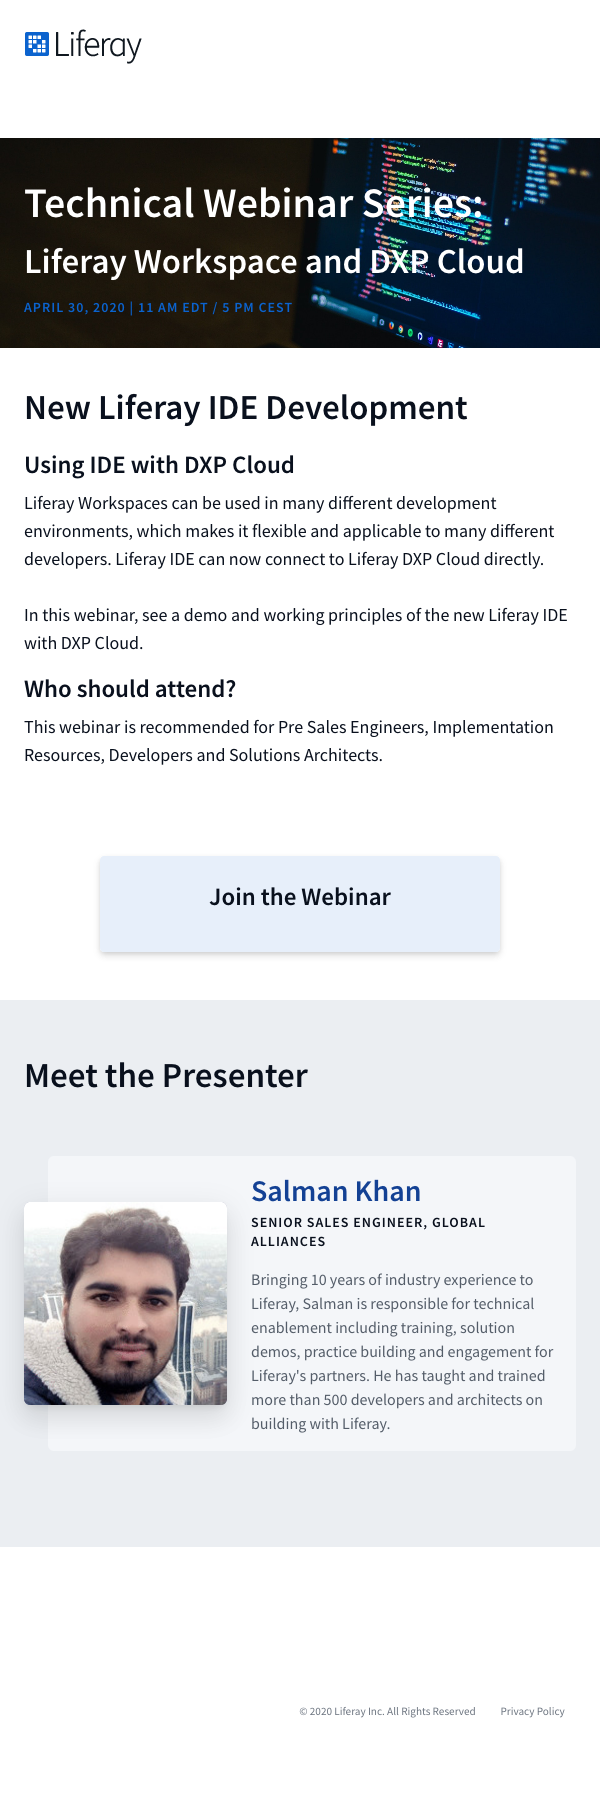 Liferay
Technical Webinar Series:
Liferay Workspace and DXP Cloud
APRIL 30, 2020 | 11 AM EDT / 5 PM CEST
New Liferay IDE Development
Using IDE with DXP Cloud
Liferay Workspaces can be used in many different development
environments, which makes it flexible and applicable to many different
developers. Liferay IDE can now connect to Liferay DXP Cloud directly.
In this webinar, see a demo and working principles of the new Liferay IDE
with DXP Cloud.
Who should attend?
This webinar is recommended for Pre Sales Engineers, Implementation
Resources, Developers and Solutions Architects.
Join the Webinar
Meet the Presenter
Salman Khan
SENIOR SALES ENGINEER, GLOBAL
ALLIANCES
Bringing 10 years of industry experience to
Liferay, Salman is responsible for technical
enablement including training, solution
demos, practice building and engagement for
Liferay's partners. He has taught and trained
more than 500 developers and architects on
building with Liferay.
© 2020 Liferay Inc. All Rights Reserved Privacy Policy